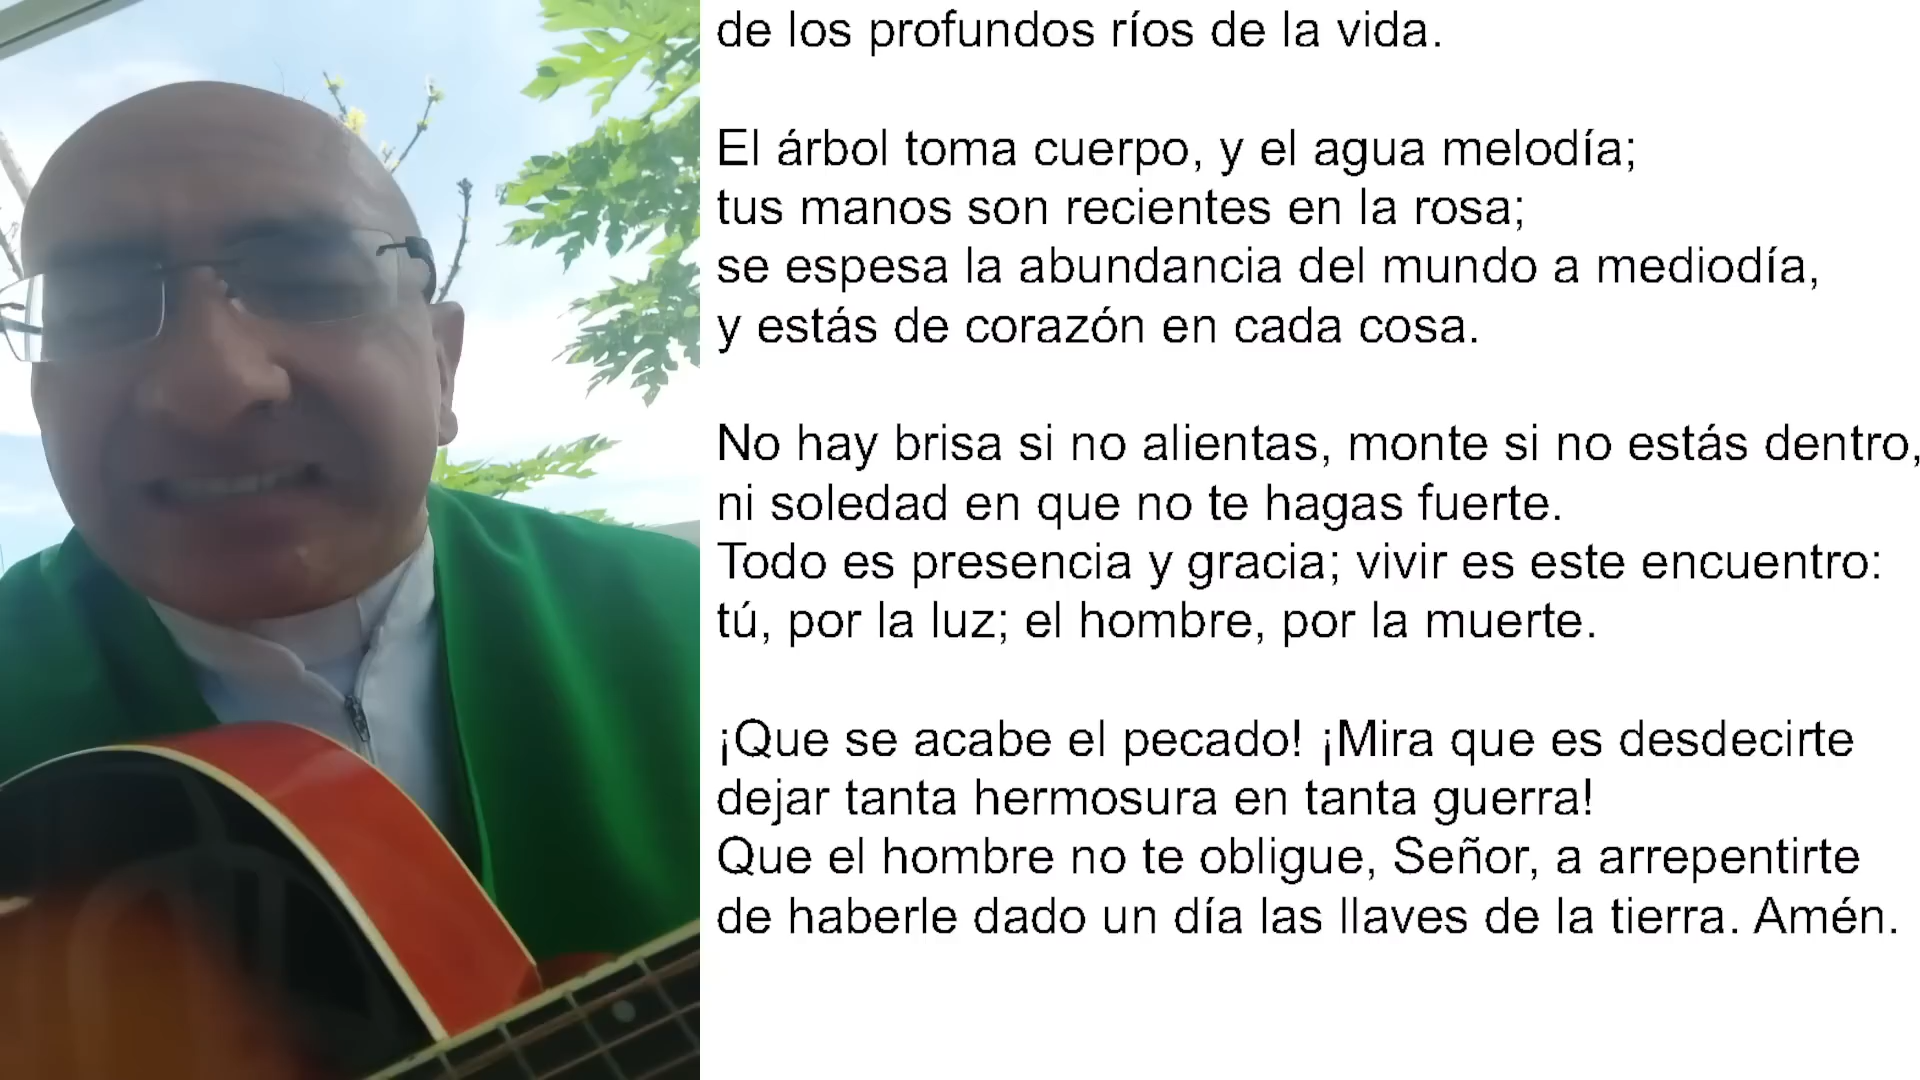 de los profundos ríos de la vida.
El árbol toma cuerpo, y el agua melodía;
tus manos son recientes en la rosa;
se espesa la abundancia del mundo a mediodía,
y estás de corazón en cada cosa.
No hay brisa si no alientas, monte si no estás dentro,
ni soledad en que no te hagas fuerte.
Todo es presencia y gracia; vivir es este encuentro:
tú, por la luz; el hombre, por la muerte.
¡Que se acabe el pecado! ¡Mira que es desdecirte
dejar tanta hermosura en tanta guerra!
Que el hombre no te obligue, Señor, a arrepentirte
de haberle dado un día las llaves de la tierra. Amén.